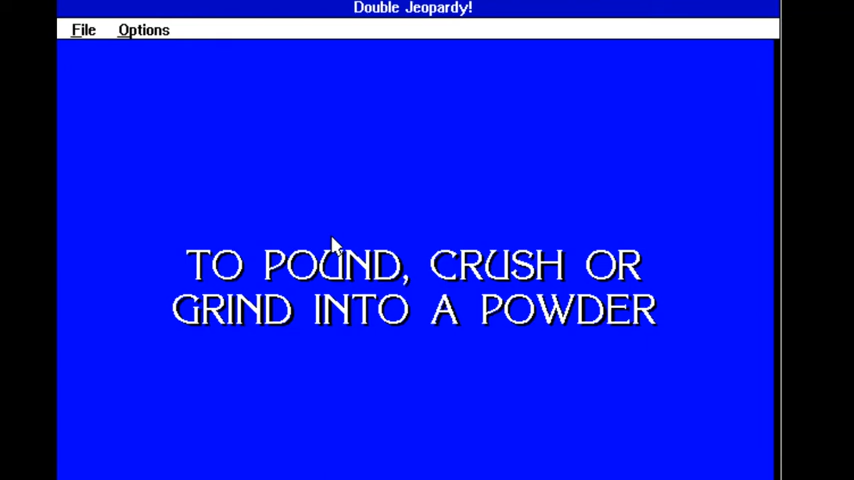 Double Jeopardy!
File Options
TO POUND, CRUSH OR
GRIND INTO A POWDER